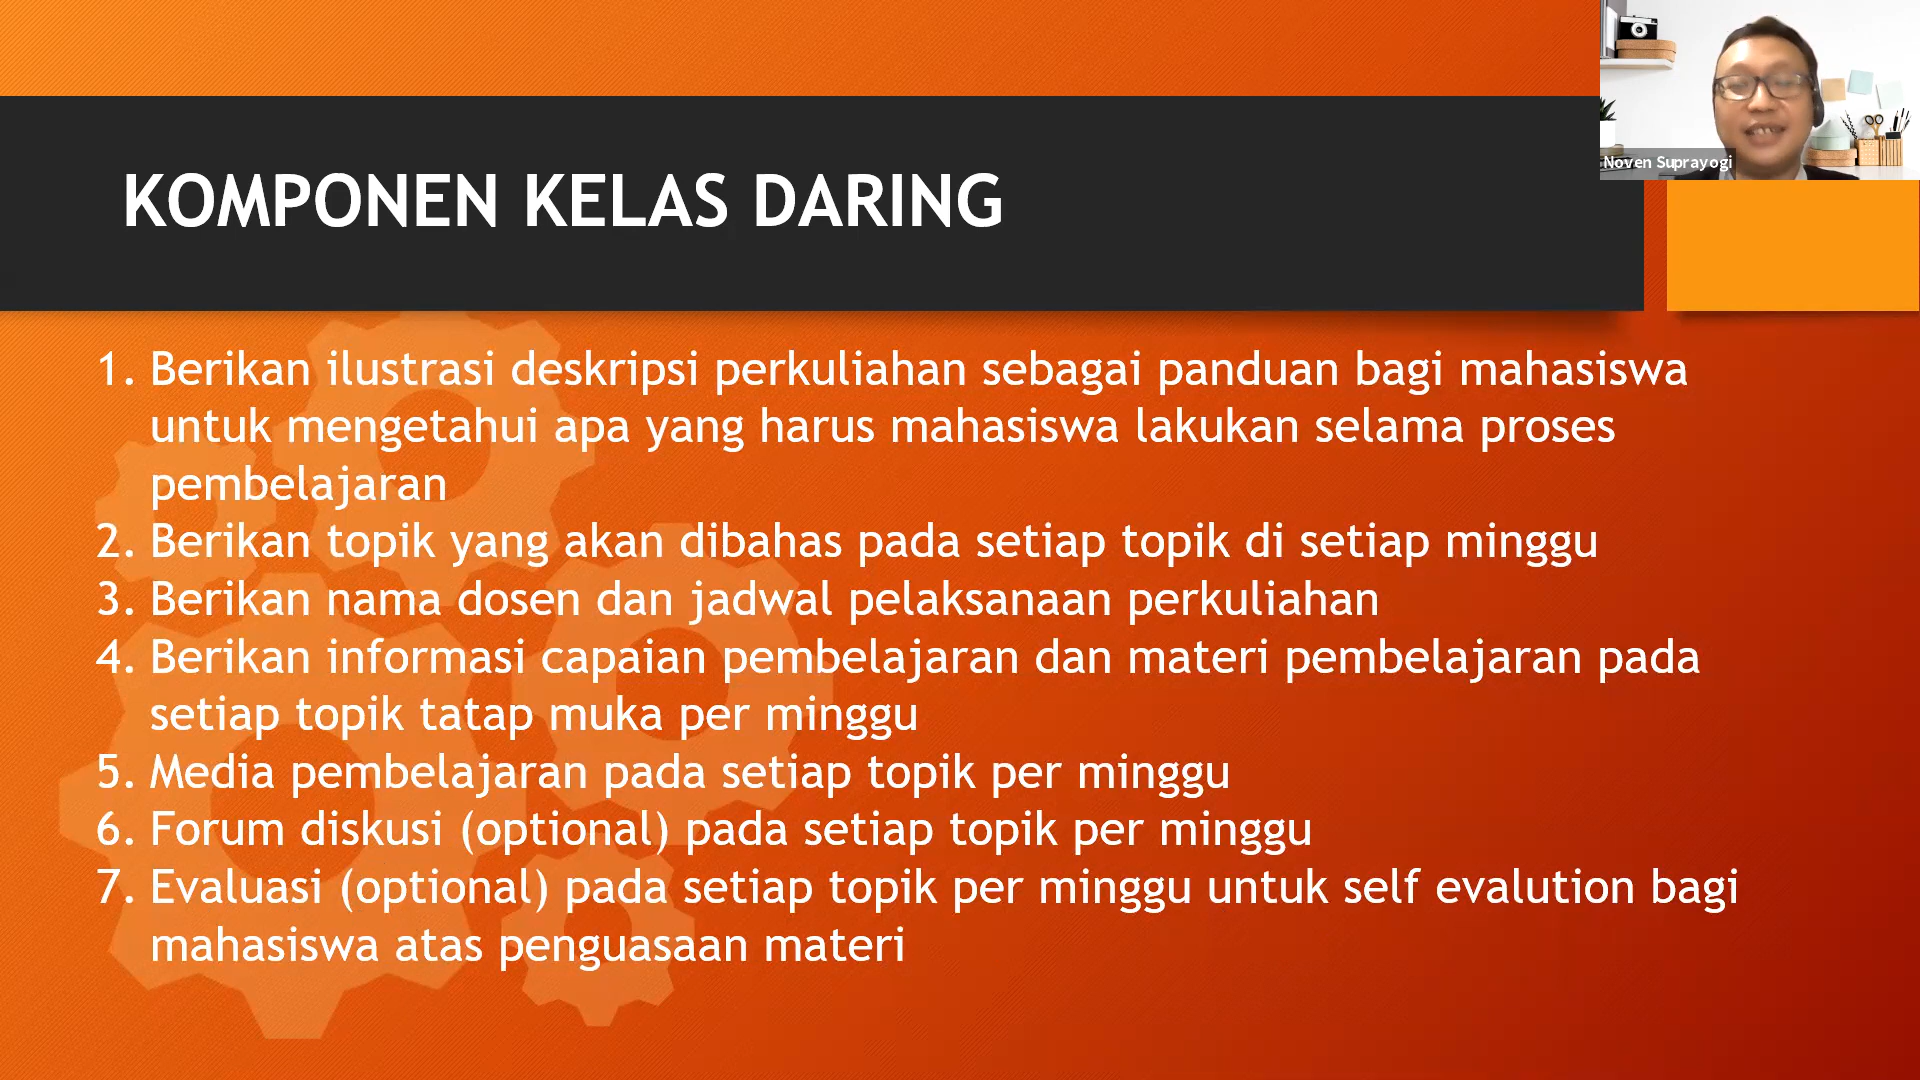 KOMPONEN KELAS DARING
Noven Suprayogi
1. Berikan ilustrasi deskripsi perkuliahan sebagai panduan bagi mahasiswa
untuk mengetahui apa yang harus mahasiswa lakukan selama proses
pembelajaran
2. Berikan topik yang akan dibahas pada setiap topik di setiap minggu
3. Berikan nama dosen dan jadwal pelaksanaan perkuliahan
4. Berikan informasi capaian pembelajaran dan materi pembelajaran pada
setiap topik tatap muka per minggu
5. Media pembelajaran pada setiap topik per minggu
6. Forum diskusi (optional) pada setiap topik per minggu
7. Evaluasi (optional) pada setiap topik per minggu untuk self evalution bagi
mahasiswa atas penguasaan materi